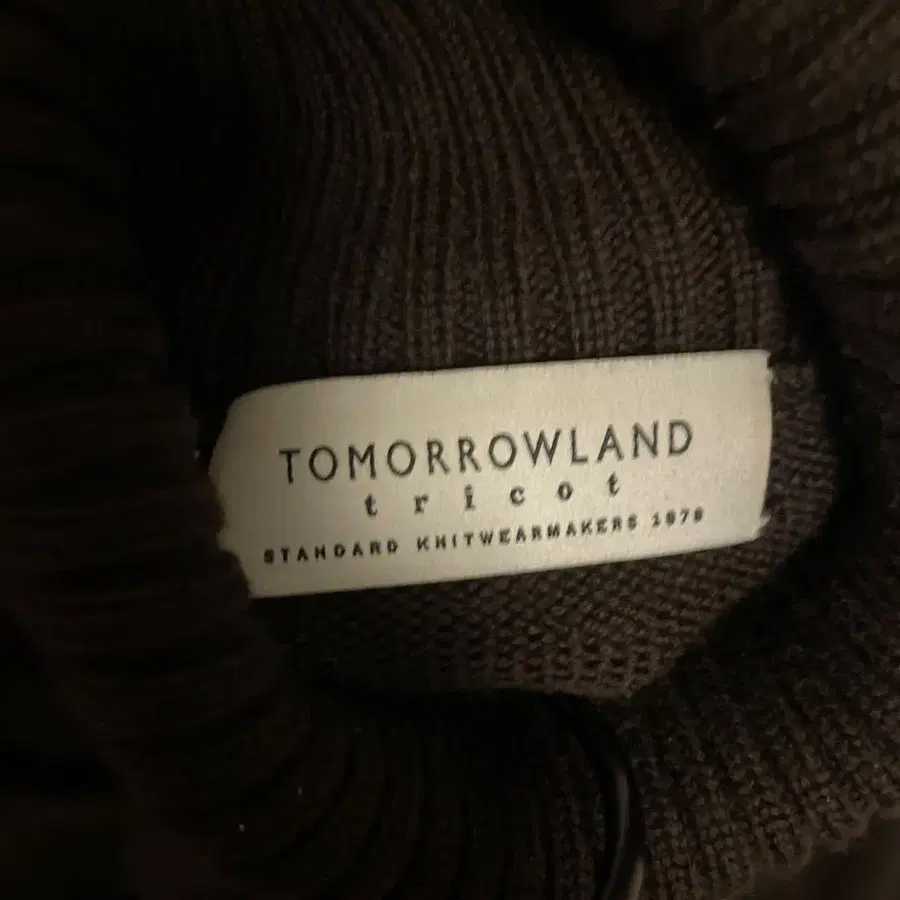 TOMORROWLAND
tricot
STANDARD KNITWEARMAKERS 1978